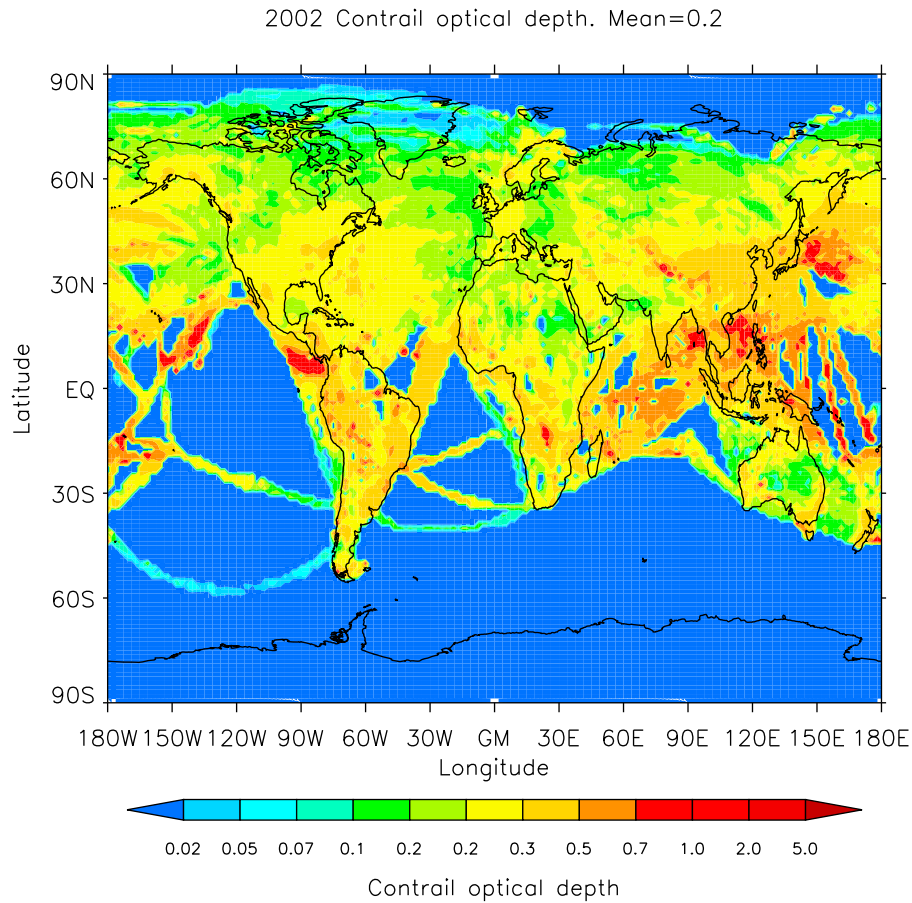 2002 Contrail optical depth. Mean=0.2
90N
60N
30N
EQ
30S
60S
90S
Latitude
180W 150W 120W 90W 60W 30W GM 30E 60E 90E 120E 150E 180E
Longitude
0.02 0.05 0.07 0.1 0.2 0.2 0.3 0.5 0.7 1.0 2.0 5.0
Contrail optical depth